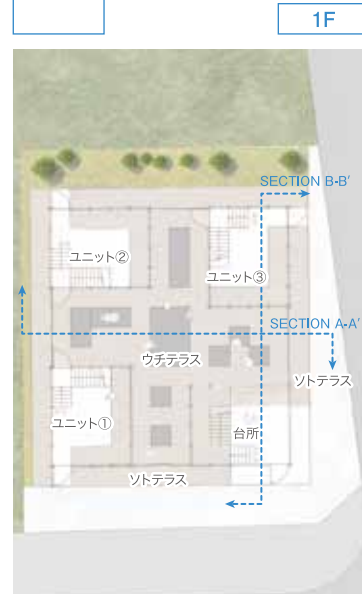 1F
SECTION B-B′
ユニット②
ユニット③
SECTION A-A′
ウチテラス
ソトテラス
ユニット①
台所
ソトテラス